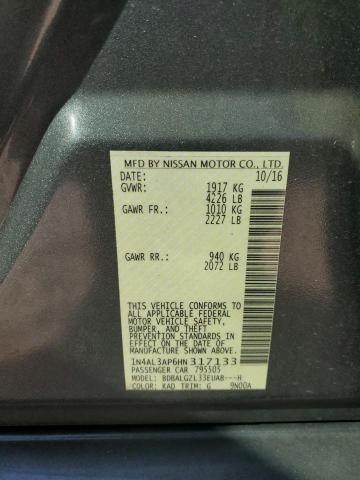 MFD BY NISSAN MOTOR CO., LTD.
DATE: 10/16
GVWR: 1917 KG
4226 LB
GAWR FR.: 1010 KG
2227 LB
GAWR RR.: 940 KG
2072 LB
THIS VEHICLE CONFORMS TO
ALL APPLICABLE FEDERAL
MOTOR VEHICLE SAFETY,
BUMPER, AND THEFT
PREVENTION STANDARDS
IN EFFECT ON THE DATE OF
MANUFACTURE SHOWN ABOVE.
1N4AL3AP6HN317133
PASSENGER CAR 795505
MODEL: BDBALGZL33EUA8---H
COLOR: KAD TRIM: G 9N00A